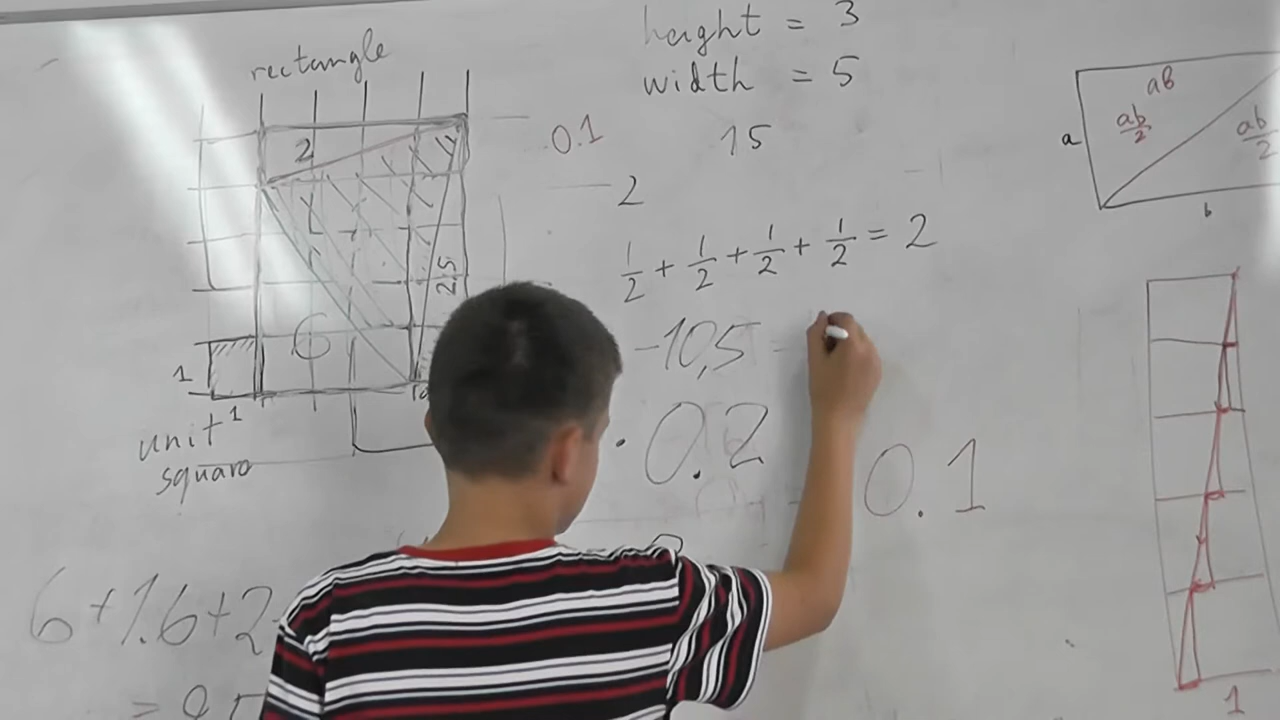 rectangle
height = 3
width = 5
15
0.1
2
1/2 + 1/2 + 1/2 + 1/2 = 2
-10,5 =
· 0.2
0.1
2
2.5
6
1
unit 1
square
6+1.6+2
=
ab
ab/2
ab/2
a
b
1